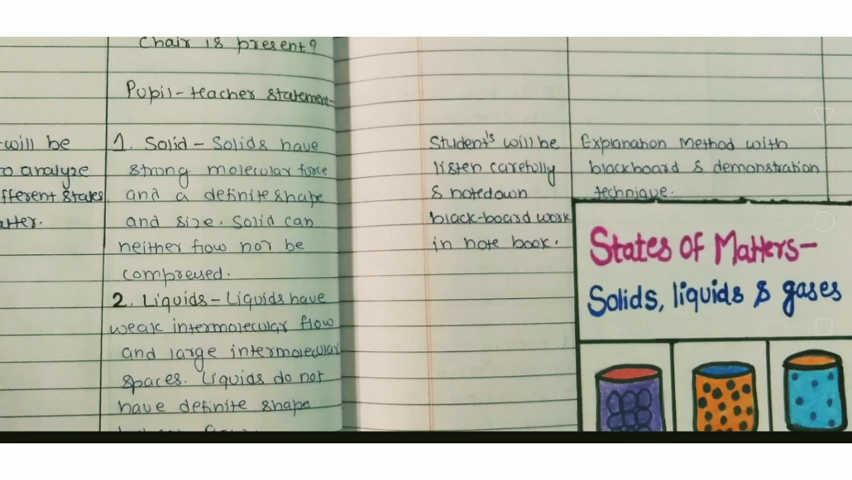 Chair is present?
Pupil-teacher statement-
will be
to analyze
fferent states
atter.
1. Solid - Solids have
strong molecular force
and a definite shape
and size. Solid can
neither flow nor be
compressed.
2. Liquids - Liquids have
weak intermolecular flow
and large intermolecular
spaces. Liquids do not
have definite shape
Student's will be
listen carefully
& notedown
black-board work
in note book.
Explanation Method with
blackboard & demonstration
technique.
States of Matters-
Solids, liquids & gases